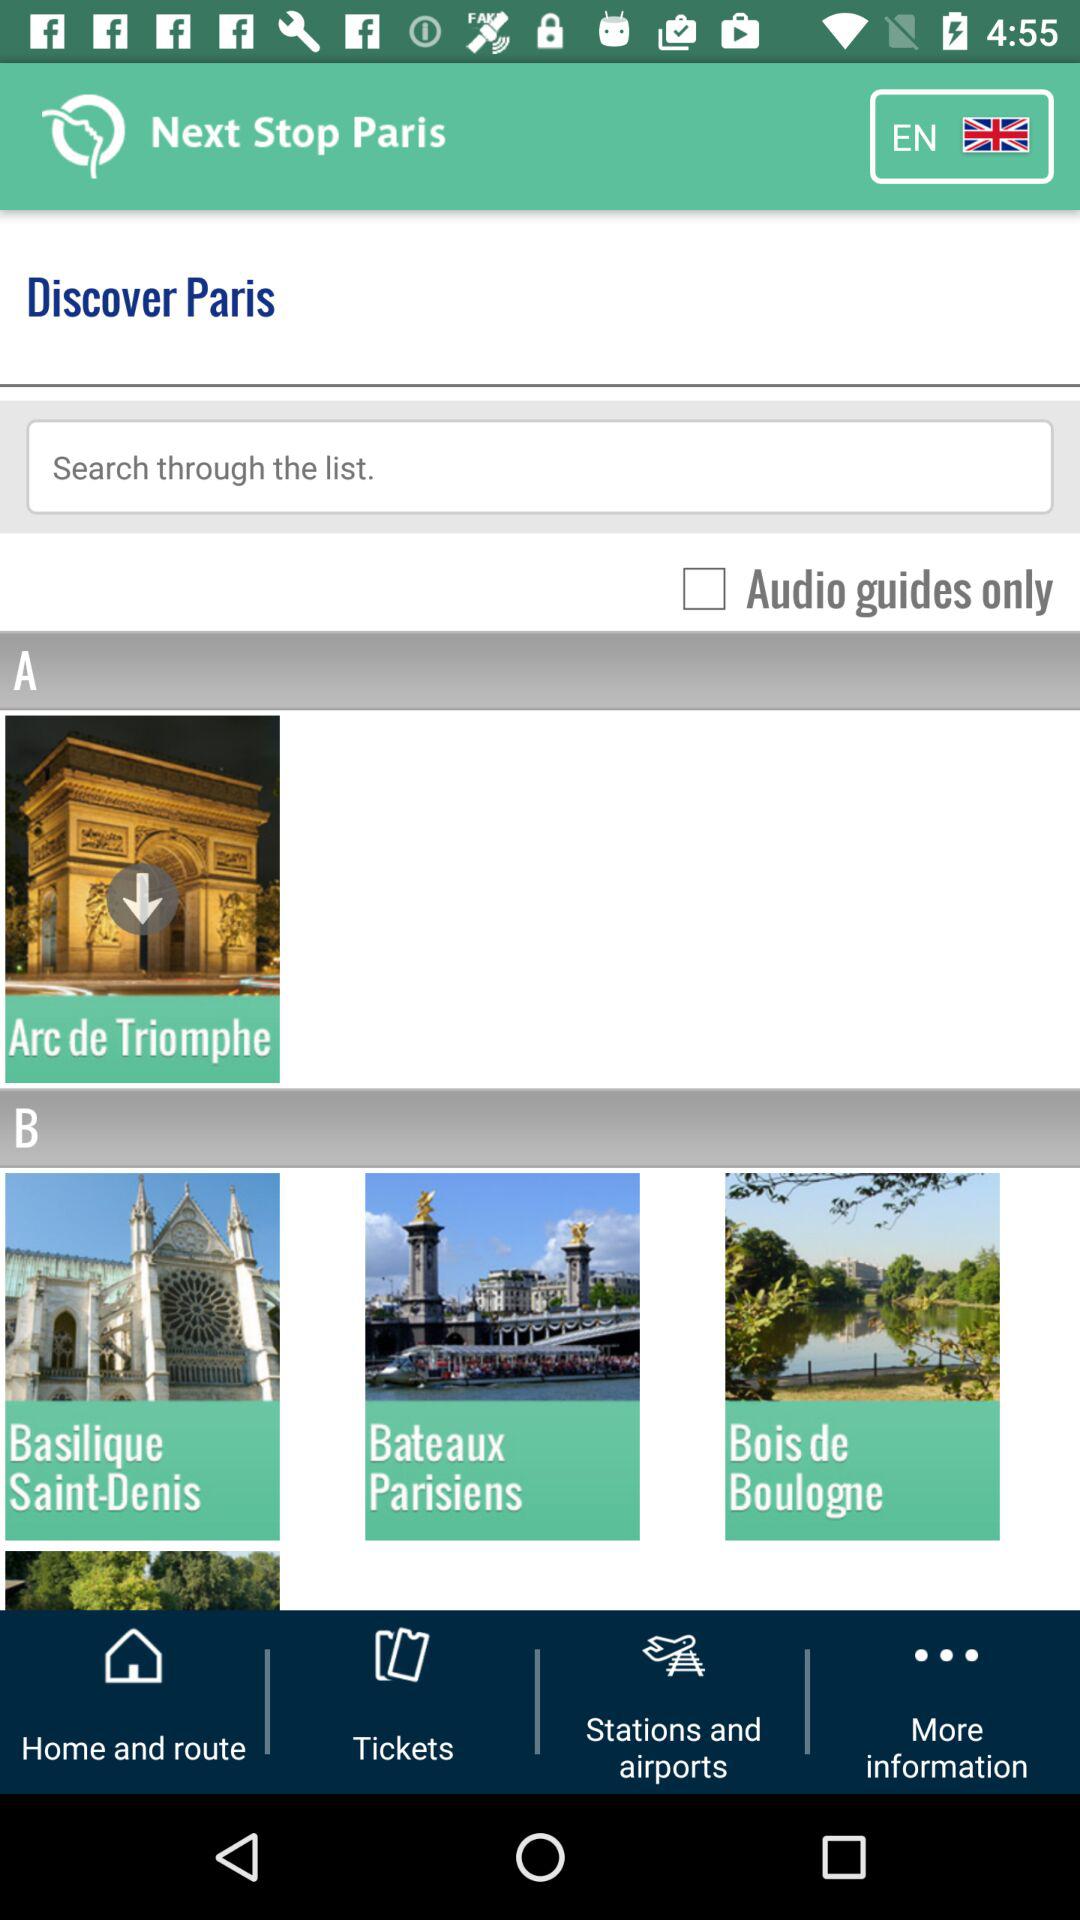 FAKE
4:55
Next Stop Paris
EN
Discover Paris
Search through the list.
Audio guides only
A
Arc de Triomphe
B
Basilique
Saint-Denis
Bateaux
Parisiens
Bois de
Boulogne
Home and route
Tickets
Stations and
airports
More
information